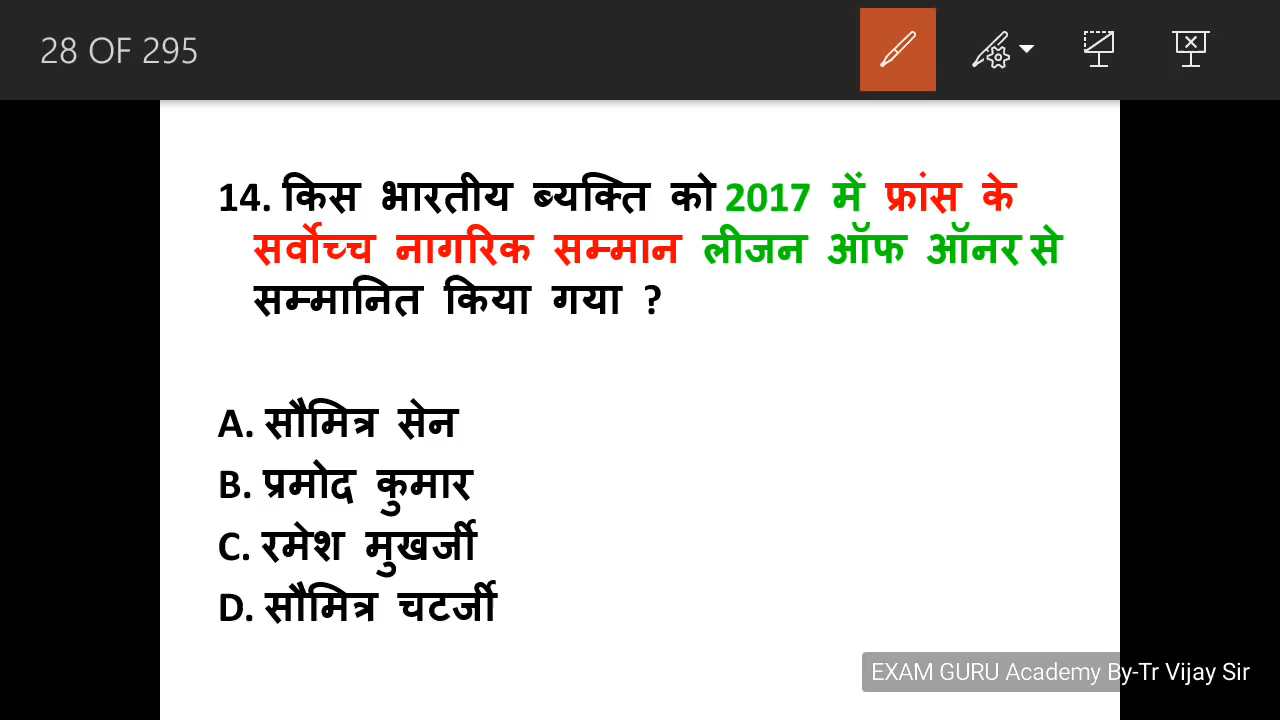 28 OF 295
14. किस भारतीय ब्यक्ति को 2017 में फ्रांस के
सर्वोच्च नागरिक सम्मान लीजन ऑफ ऑनर से
सम्मानित किया गया ?
A. सौमित्र सेन
B. प्रमोद कुमार
C. रमेश मुखर्जी
D. सौमित्र चटर्जी
EXAM GURU Academy By-Tr Vijay Sir